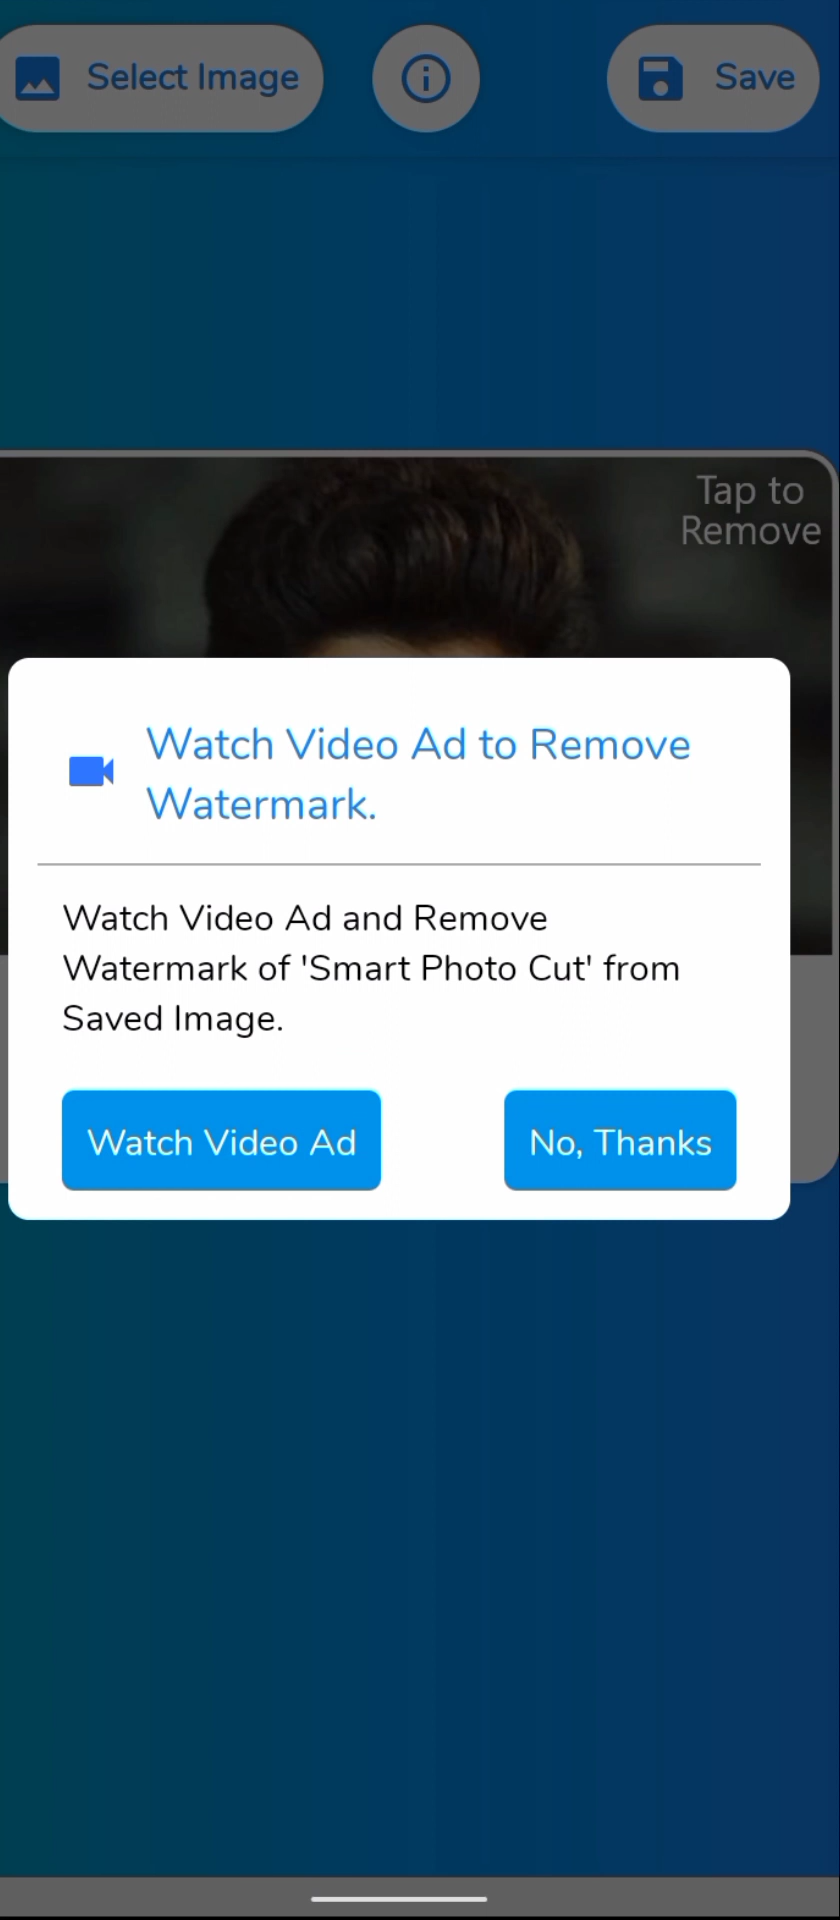 Select Image
Save
Tap to
Remove
Watch Video Ad to Remove
Watermark.
Watch Video Ad and Remove
Watermark of 'Smart Photo Cut' from
Saved Image.
Watch Video Ad
No, Thanks